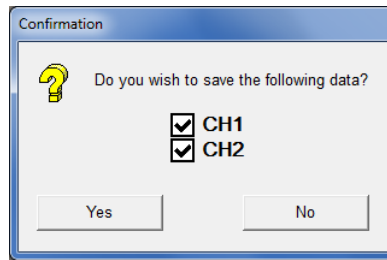 Confirmation
Do you wish to save the following data?
CH1
CH2
Yes No